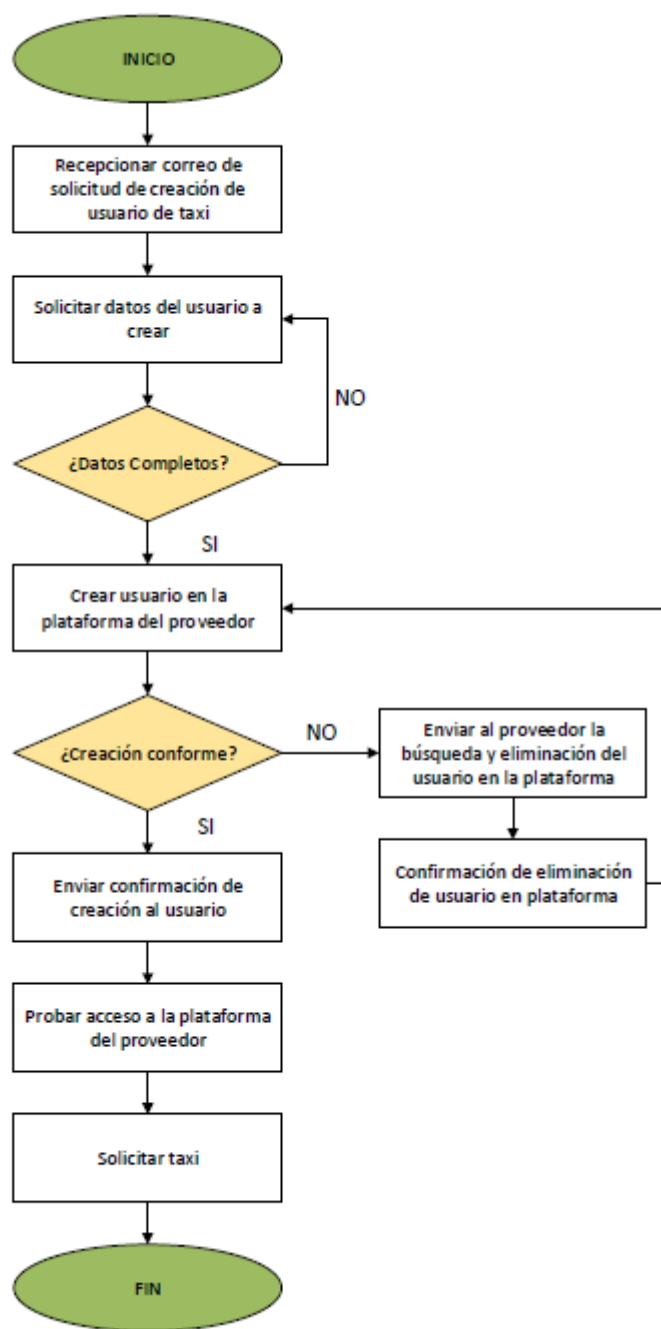 INICIO
Recepcionar correo de
solicitud de creación de
usuario de taxi
Solicitar datos del usuario a
crear
NO
¿Datos Completos?
SI
Crear usuario en la
plataforma del proveedor
¿Creación conforme?
NO
Enviar al proveedor la
búsqueda y eliminación del
usuario en la plataforma
SI
Confirmación de eliminación
de usuario en plataforma
Enviar confirmación de
creación al usuario
Probar acceso a la plataforma
del proveedor
Solicitar taxi
FIN